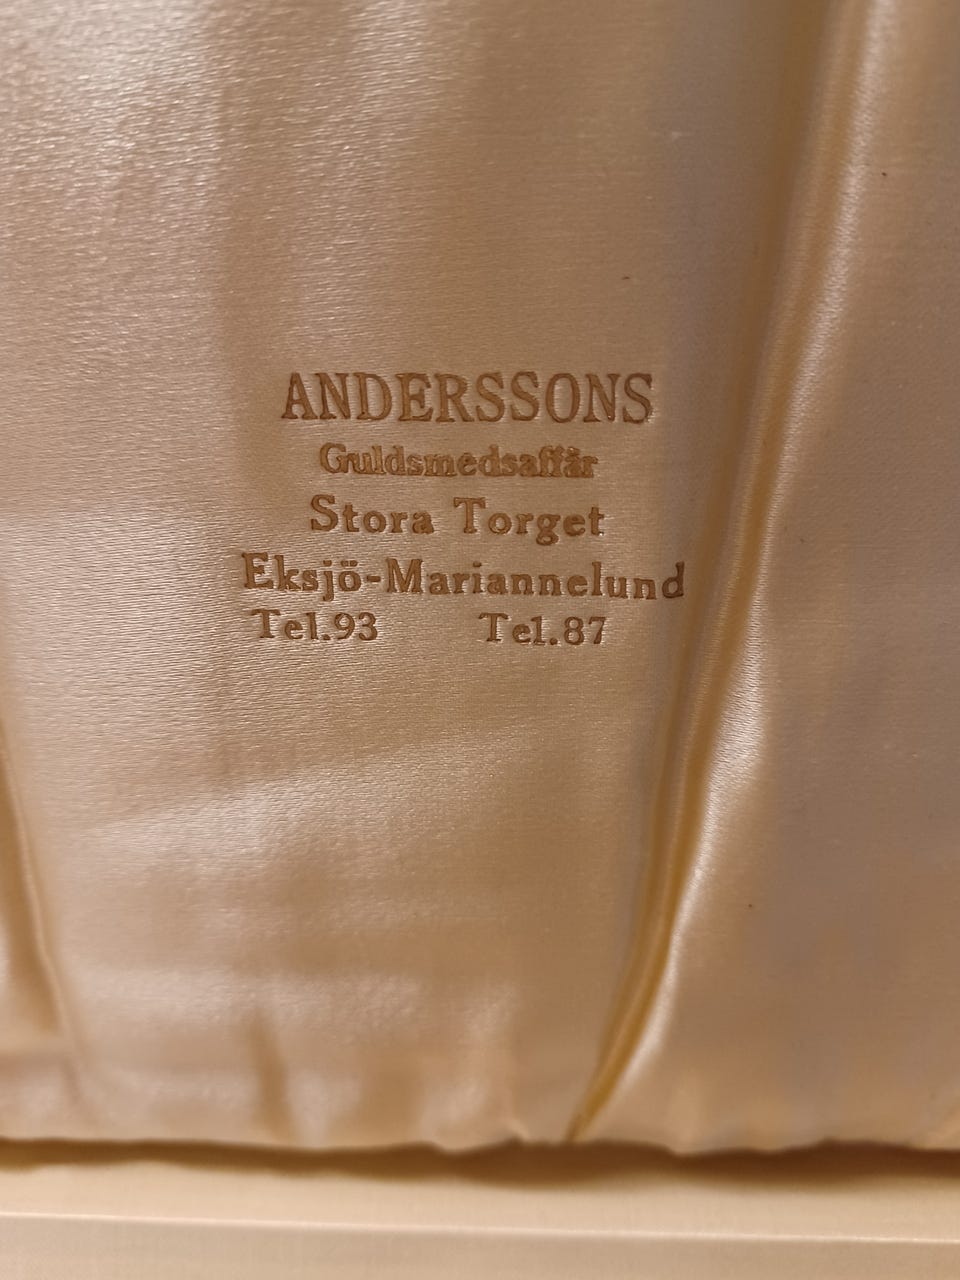 ANDERSSONS
Guldsmedsaffär
Stora Torget
Eksjö-Mariannelund
Tel.93 Tel.87